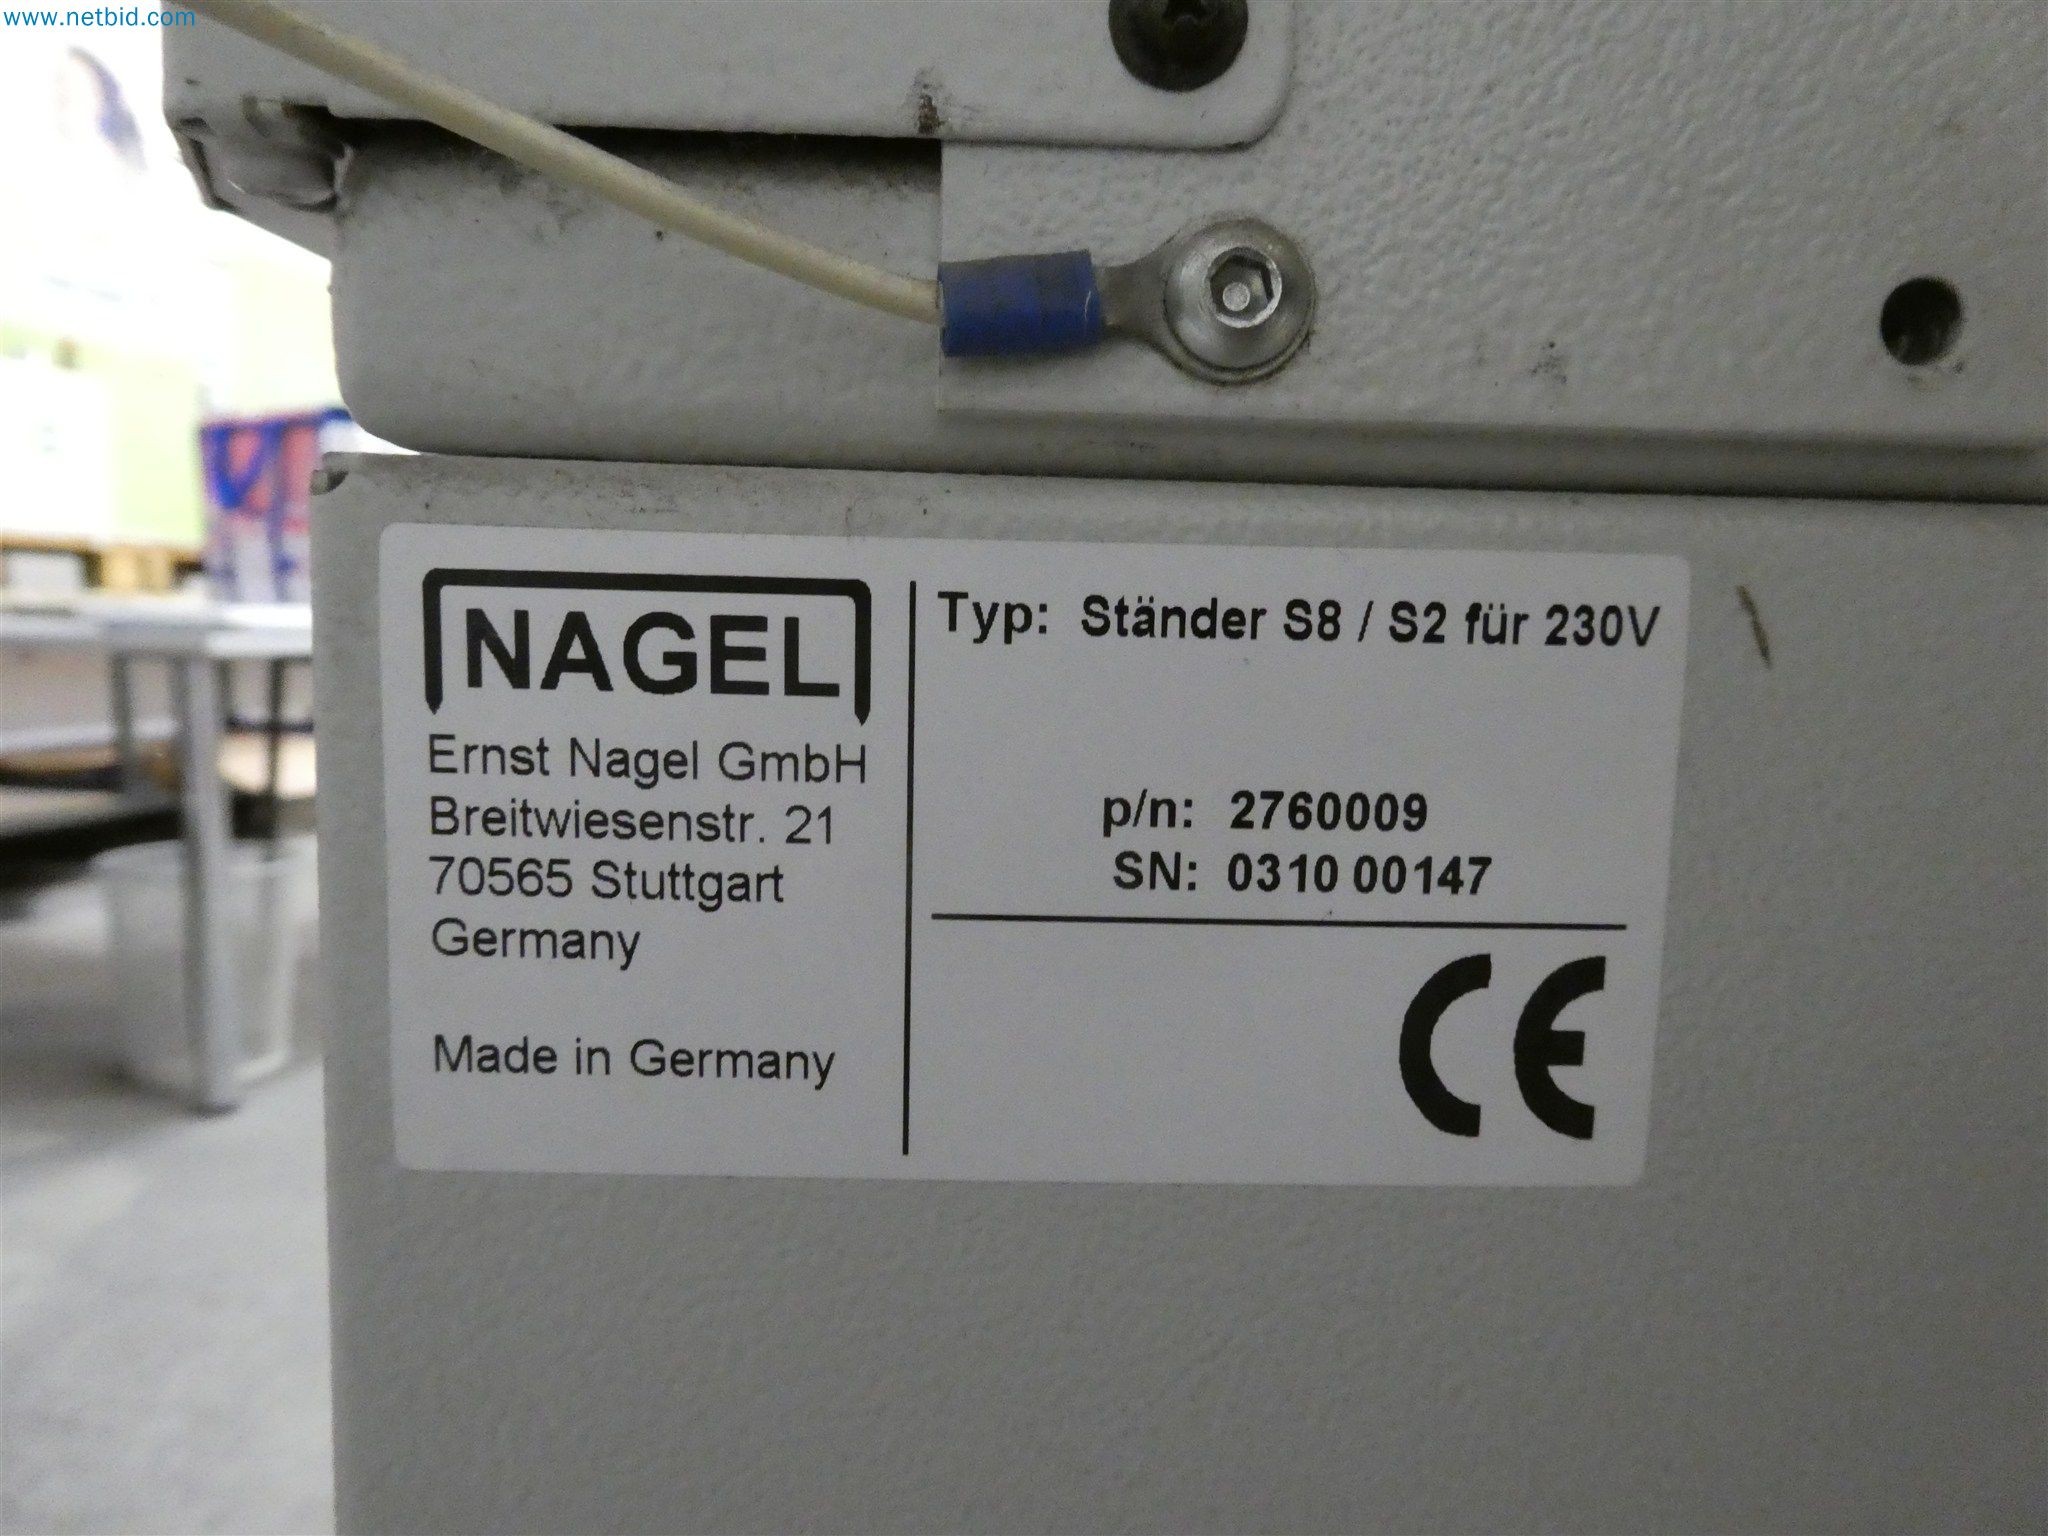 www.netbid.com
NAGEL
Ernst Nagel GmbH
Breitwiesenstr. 21
70565 Stuttgart
Germany
Made in Germany
Typ: Ständer S8 / S2 für 230V
p/n: 2760009
SN: 0310 00147
CE